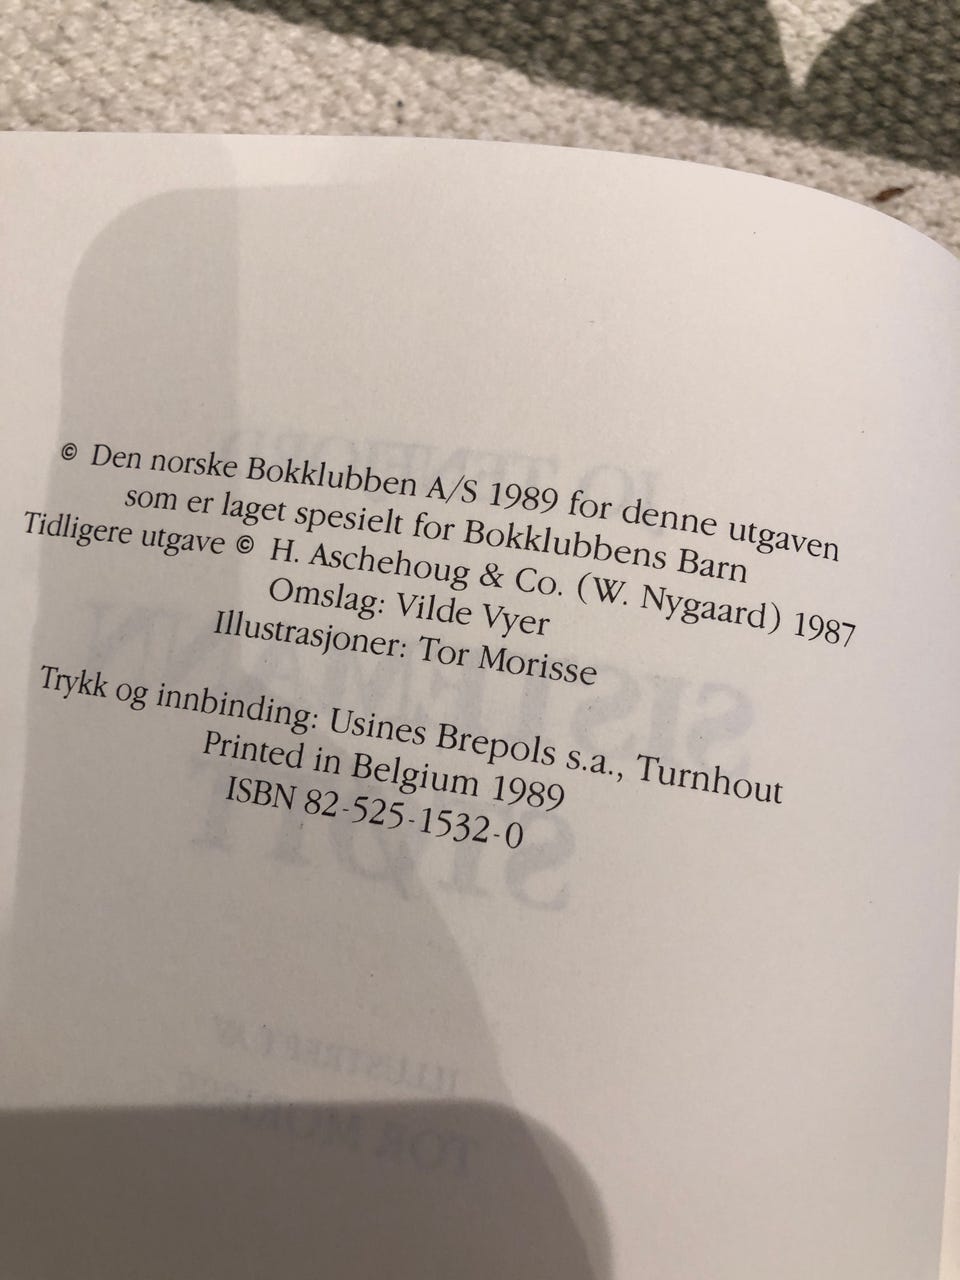 © Den norske Bokklubben A/S 1989 for denne utgaven
som er laget spesielt for Bokklubbens Barn
Tidligere utgave © H. Aschehoug & Co. (W. Nygaard) 1987
Omslag: Vilde Vyer
Illustrasjoner: Tor Morisse
Trykk og innbinding: Usines Brepols s.a., Turnhout
Printed in Belgium 1989
ISBN 82-525-1532-0